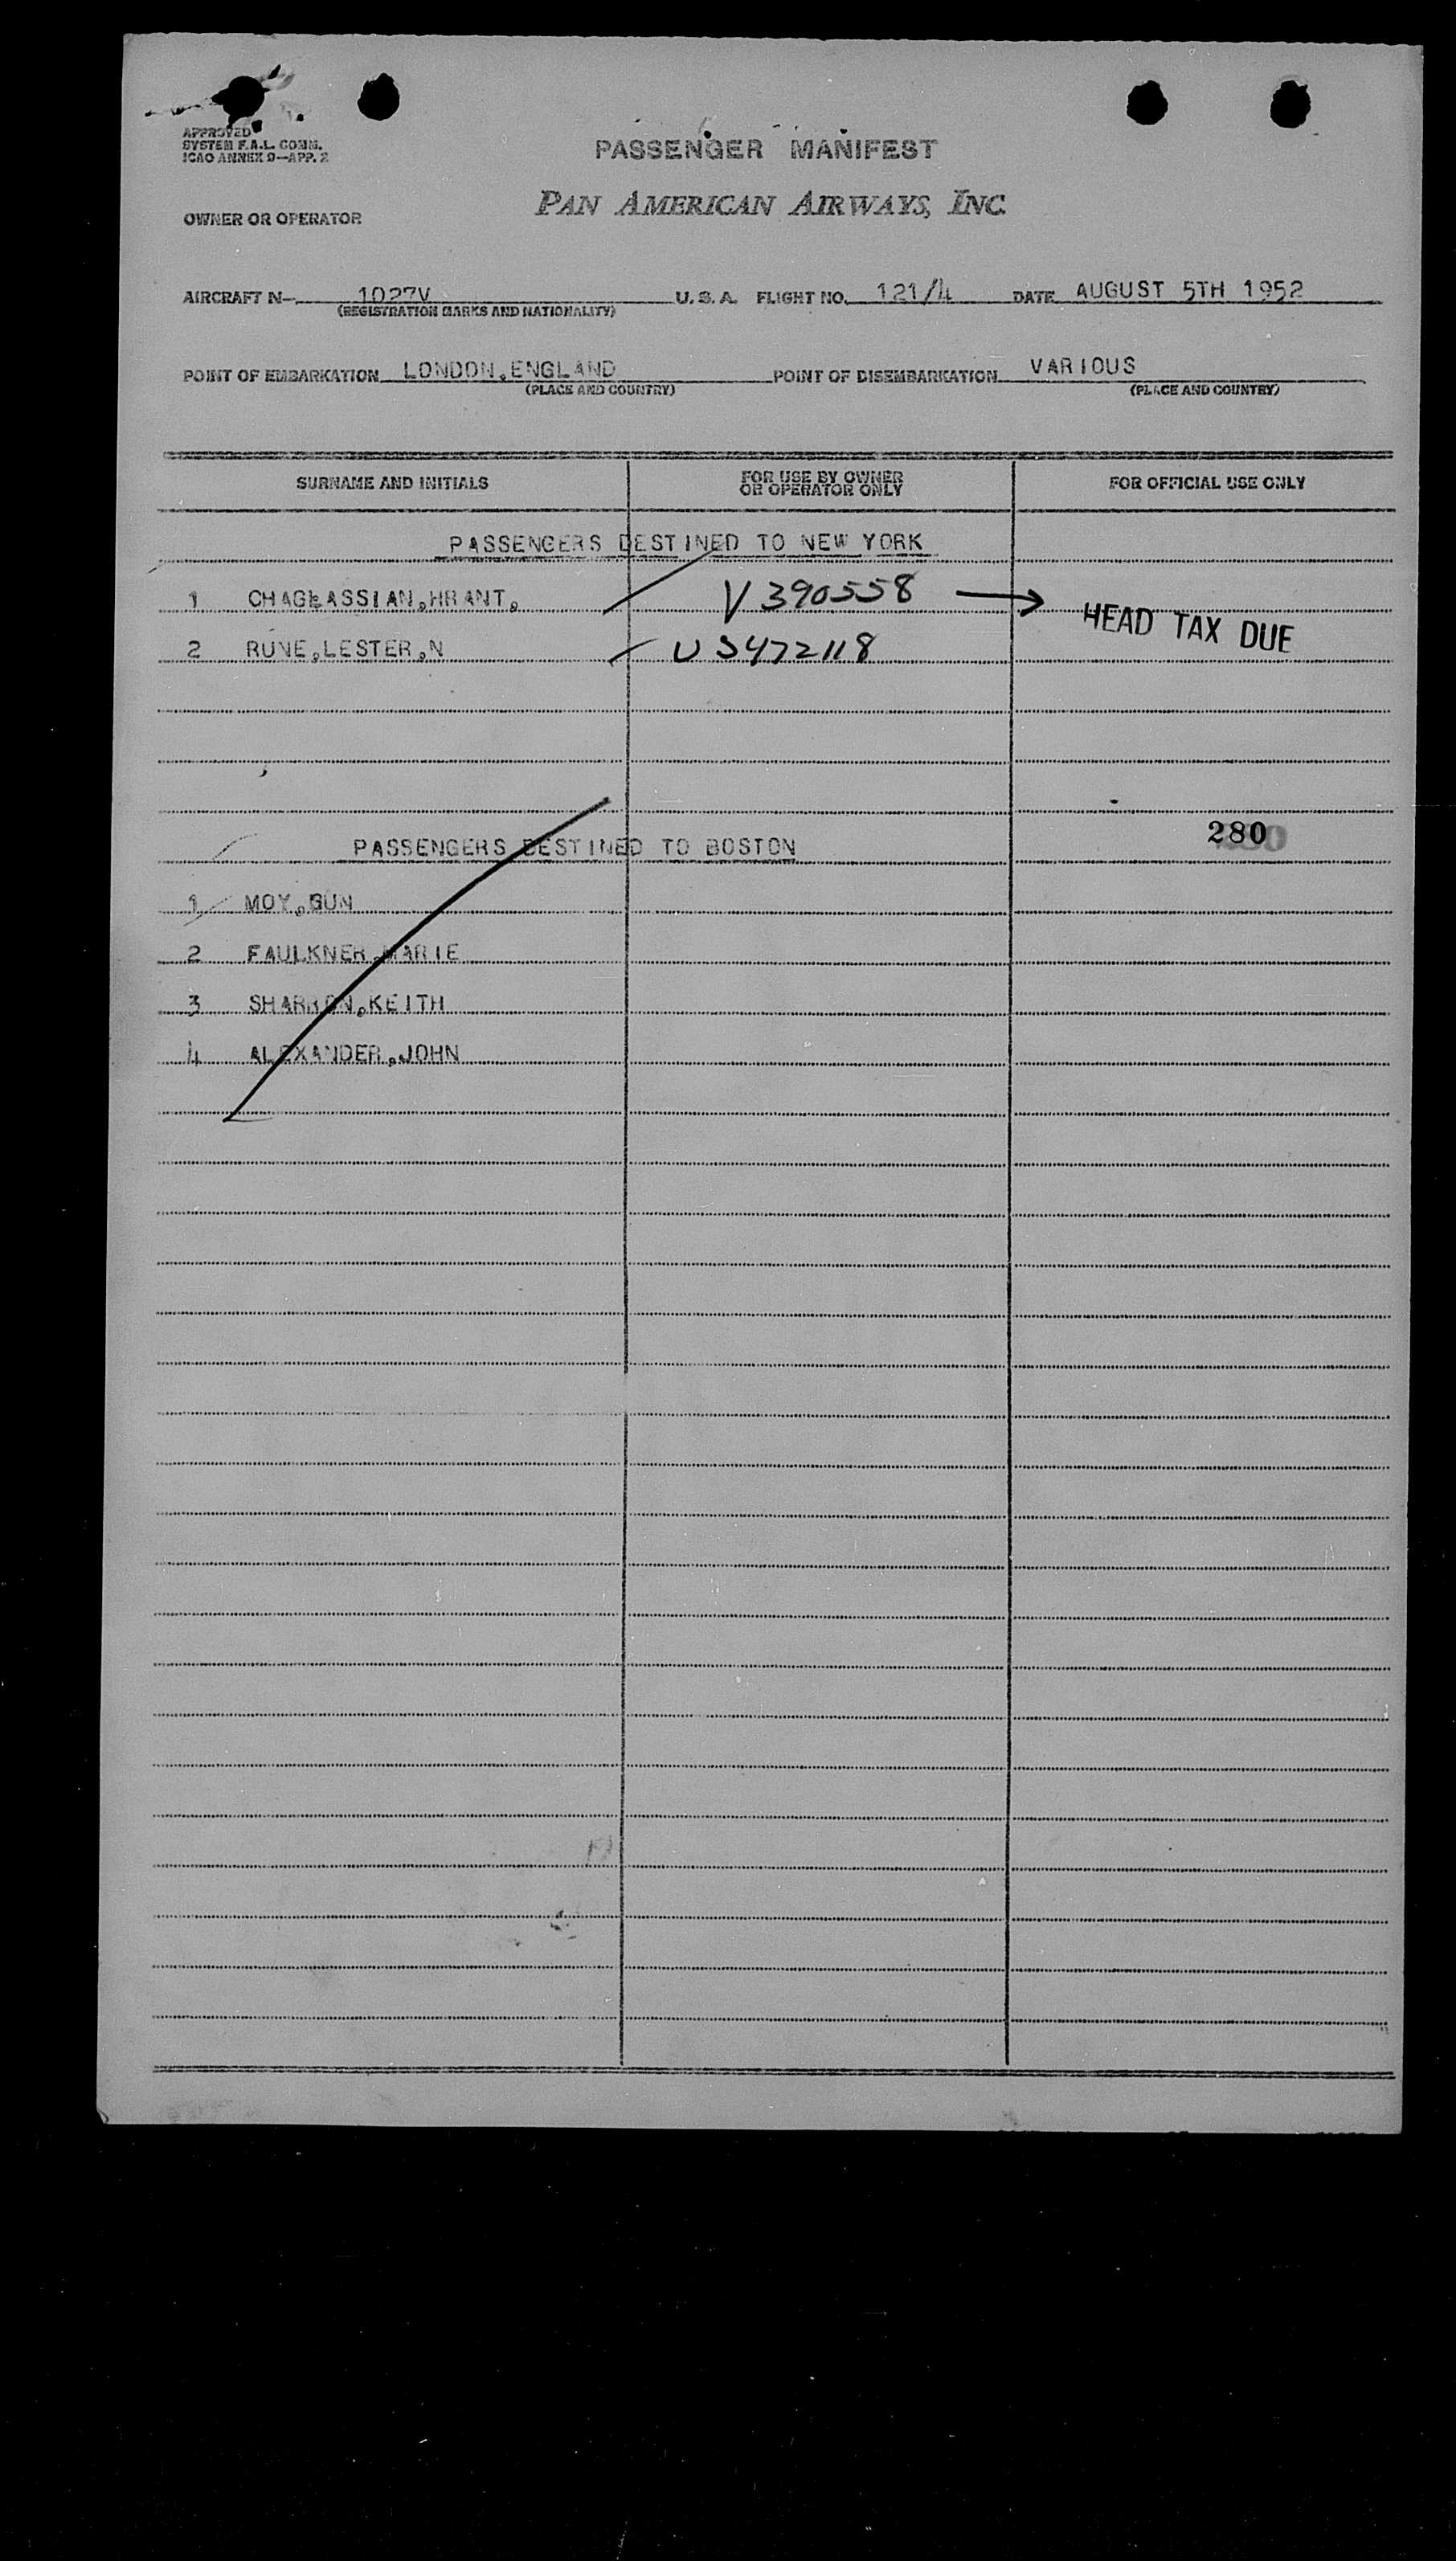 APPROVED
SYSTEM F.A.L. COMM.
ICAO ANNEX 9—APP. 2
PASSENGER MANIFEST
PAN AMERICAN AIRWAYS, INC.
OWNER OR OPERATOR
AIRCRAFT N- 1027V U. S. A. FLIGHT NO. 121/4 DATE AUGUST 5TH 1952
(REGISTRATION MARKS AND NATIONALITY)
POINT OF EMBARKATION LONDON,ENGLAND POINT OF DISEMBARKATION VARIOUS
(PLACE AND COUNTRY) (PLACE AND COUNTRY)
SURNAME AND INITIALS FOR USE BY OWNER OR OPERATOR ONLY FOR OFFICIAL USE ONLY
PASSENGERS DESTINED TO NEW YORK
1 CHAGLASSIAN,HRANT, V 390558 → HEAD TAX DUE
2 RUNE,LESTER,N
280
PASSENGERS DESTINED TO BOSTON
1 MOY,GUN
2 FAULKNER,MARIE
3 SHARRON,KEITH
4 ALEXANDER,JOHN